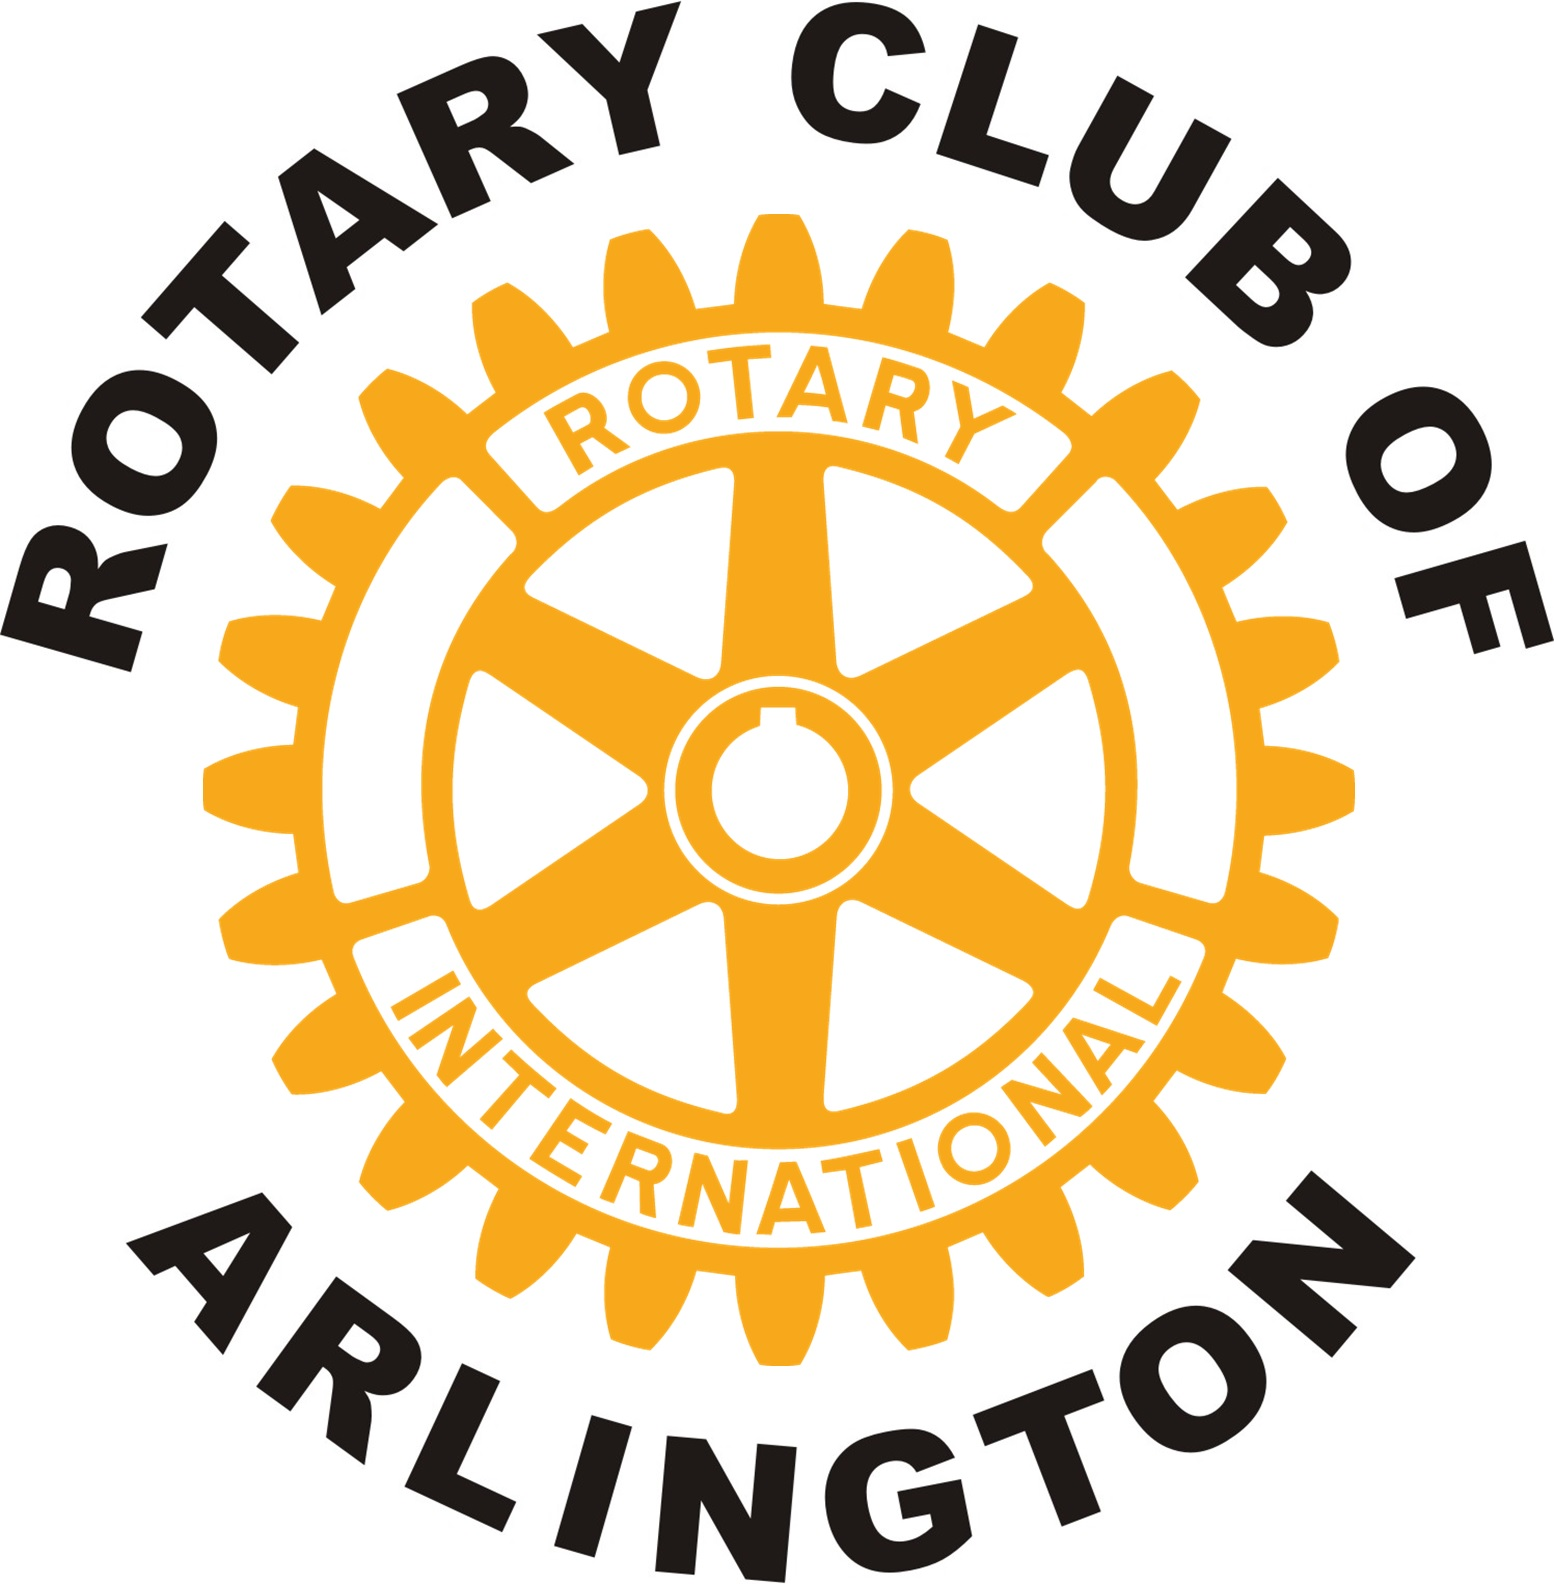 ROTARY CLUB OF
ROTARY
INTERNATIONAL
ARLINGTON